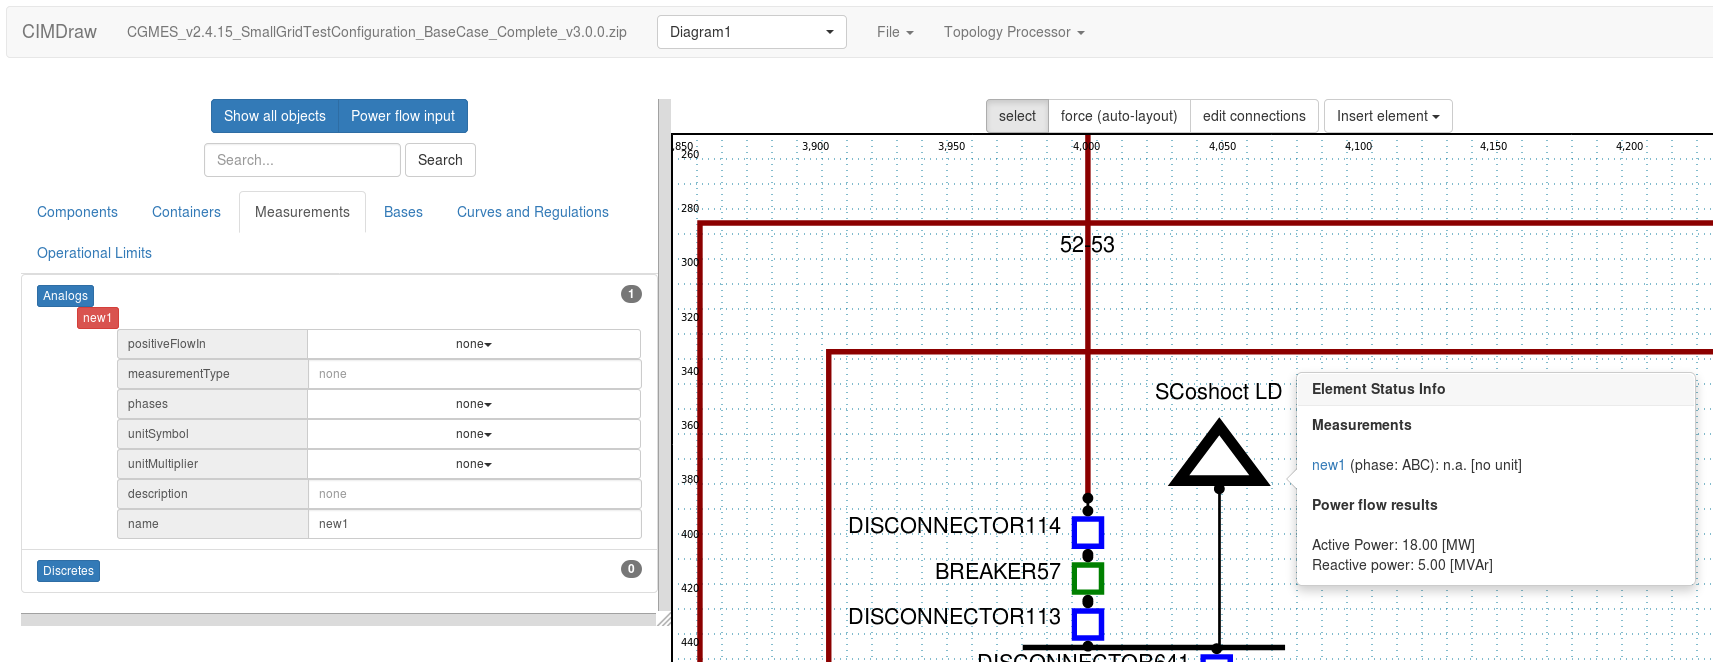 CIMDraw CGMES_v2.4.15_SmallGridTestConfiguration_BaseCase_Complete_v3.0.0.zip Diagram1 File Topology Processor
Show all objects Power flow input
Search... Search
Components Containers Measurements Bases Curves and Regulations
Operational Limits
Analogs 1
new1
positiveFlowIn none
measurementType none
phases none
unitSymbol none
unitMultiplier none
description none
name new1
Discretes 0
select force (auto-layout) edit connections Insert element
,850 3,900 3,950 4,000 4,050 4,100 4,150 4,200
260
280
52-53
300
320
340
SCoshoct LD
360
380
400
DISCONNECTOR114
BREAKER57
420
DISCONNECTOR113
440
DISCONNECTOR641
Element Status Info
Measurements
new1 (phase: ABC): n.a. [no unit]
Power flow results
Active Power: 18.00 [MW]
Reactive power: 5.00 [MVAr]